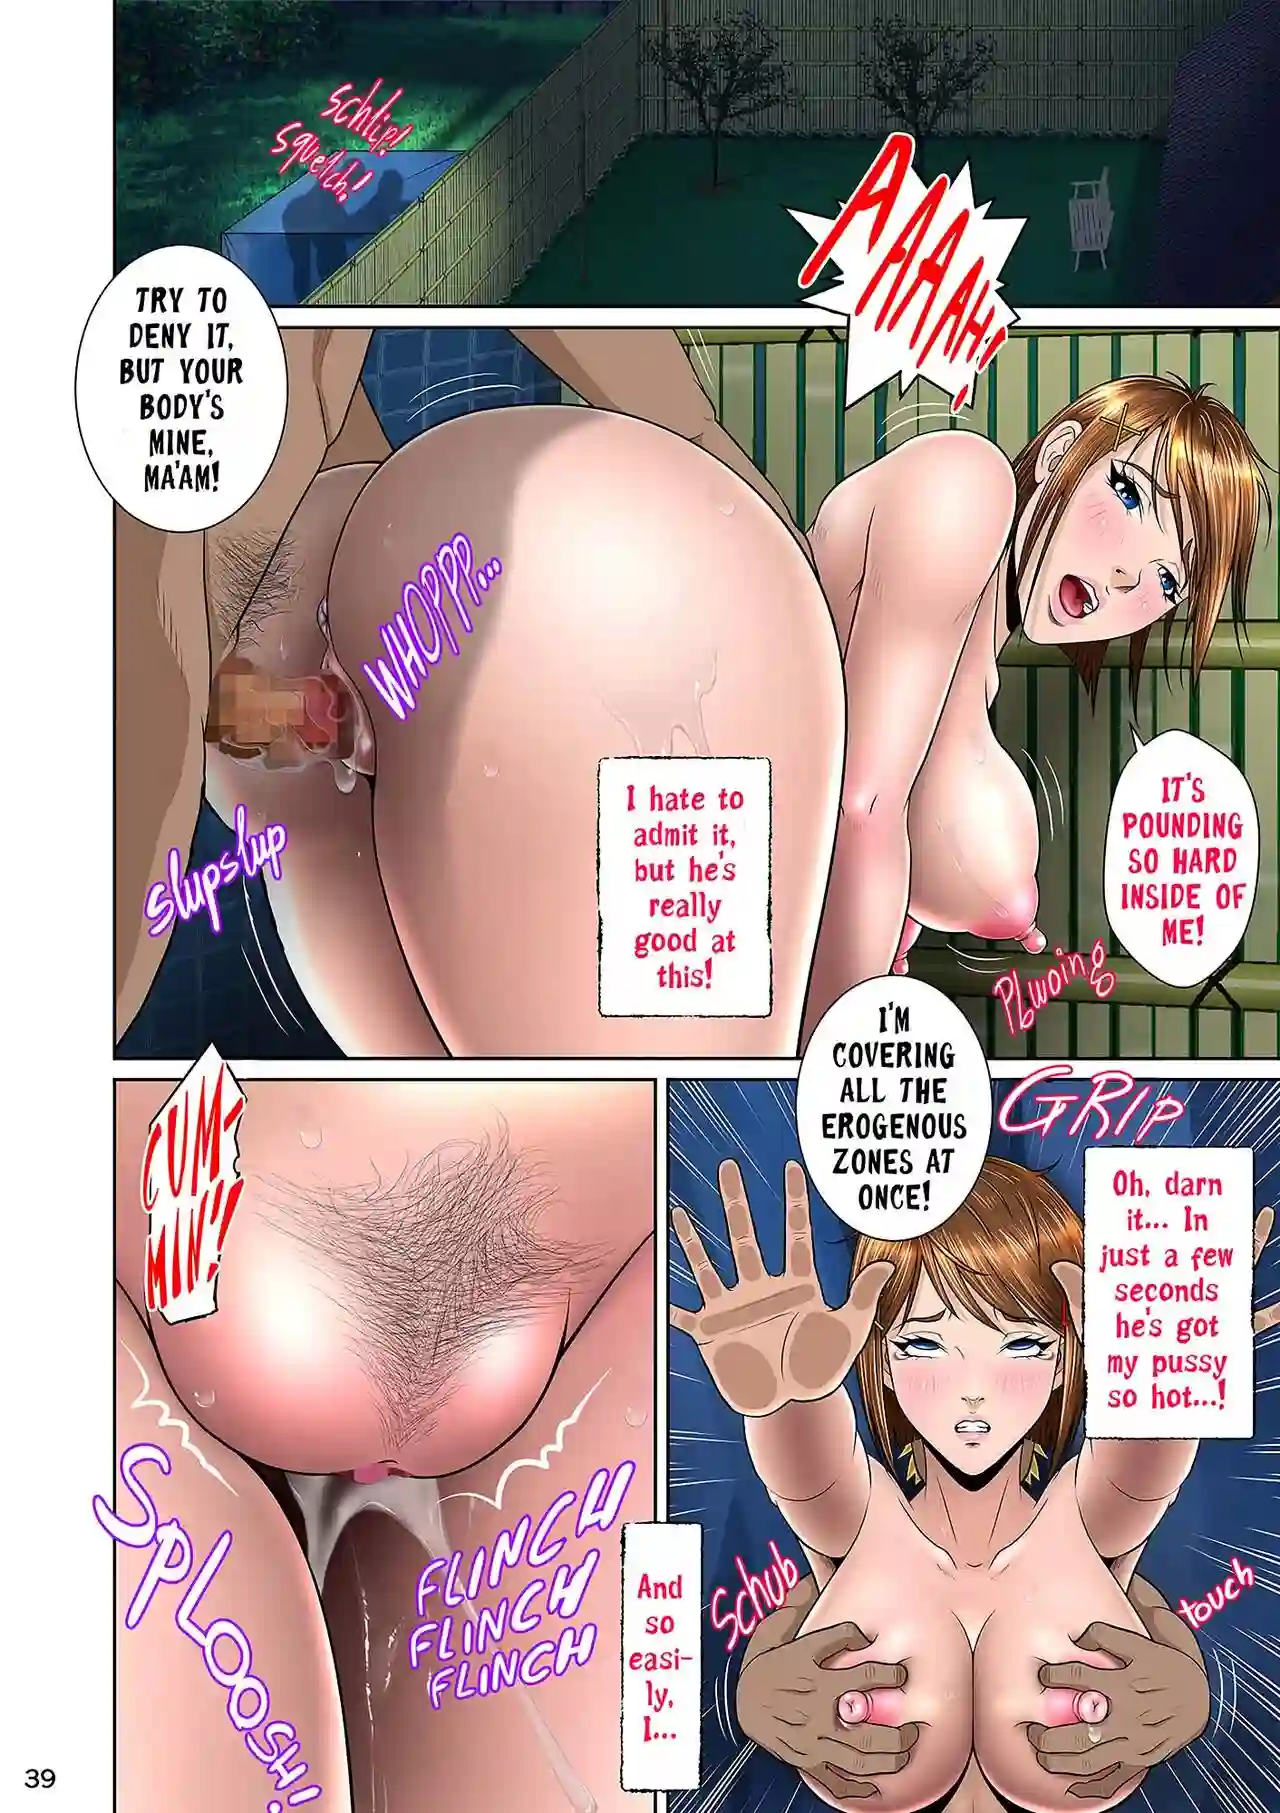 schlip!
squelch!
AAAAAAH!
TRY TO
DENY IT,
BUT YOUR
BODY'S
MINE,
MA'AM!
WHOPPP...
slupslup
I hate to
admit it,
but he's
really
good at
this!
IT'S
POUNDING
SO HARD
INSIDE OF
ME!
Pbwoing
I'M
COVERING
ALL THE
EROGENOUS
ZONES AT
ONCE!
GRIP
CUM-
MIN'!
Oh, darn
it... In
just a few
seconds
he's got
my pussy
so hot...!
SPLOOSH!
FLINCH
FLINCH
FLINCH
And
so
easi-
ly,
I...
Schub
touch
39